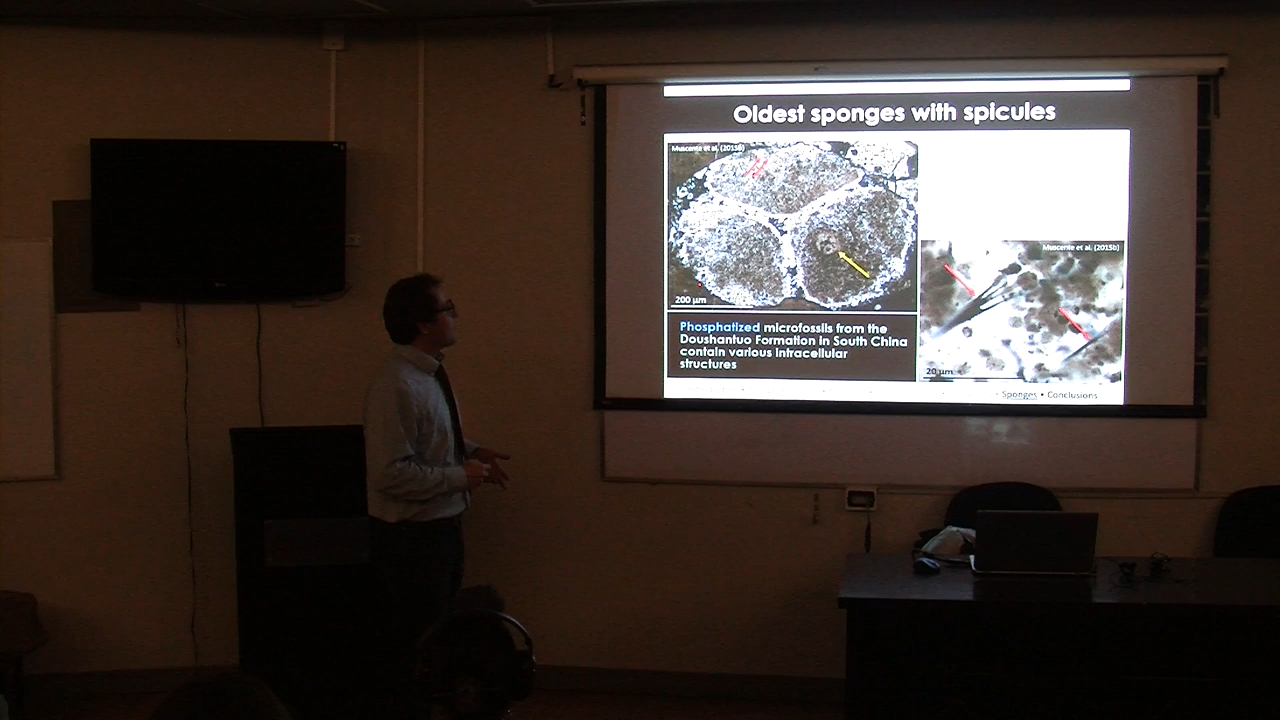 Oldest sponges with spicules
Muscente et al. (2015b)
200 µm
Phosphatized microfossils from the
Doushantuo Formation in South China
contain various intracellular
structures
Muscente et al. (2015b)
20 µm
Sponges • Conclusions